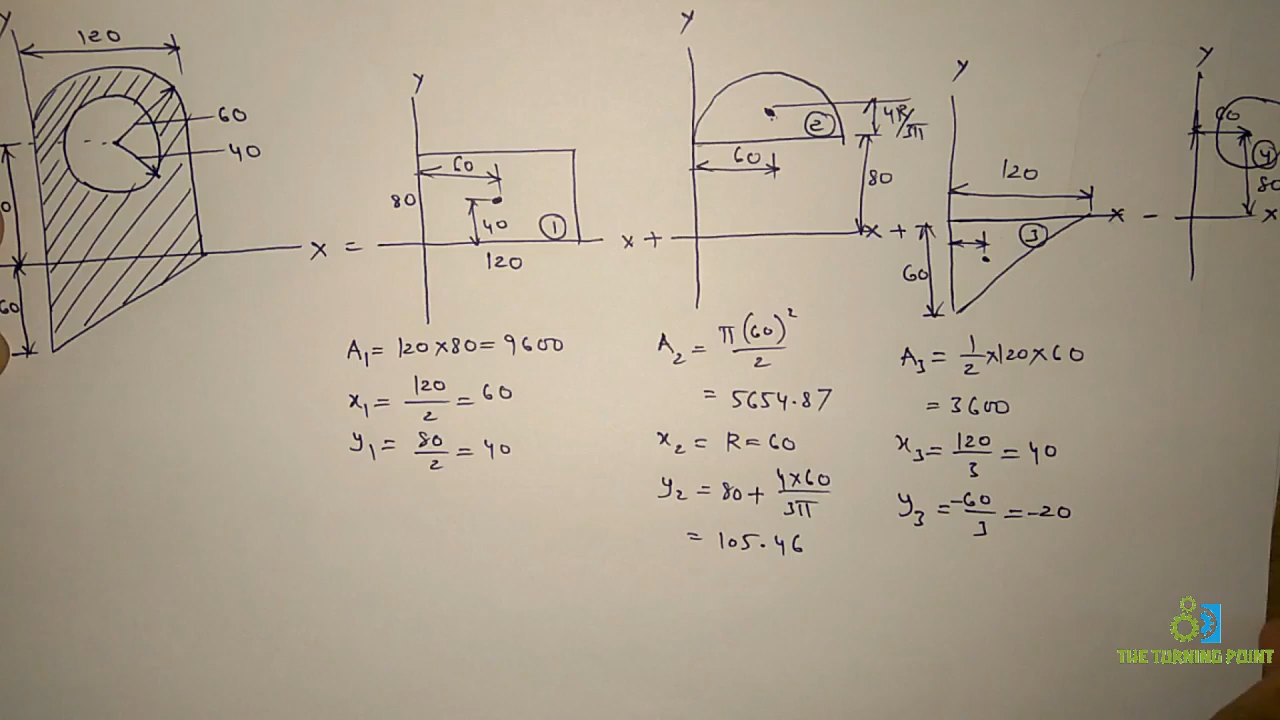 y
120
60
40
0
60
x =
y
60
80
40
①
120
x +
y
②
4R/3π
60
80
x +
y
120
③
60
x −
y
60
④
80
x
A₁ = 120 × 80 = 9600
x₁ = 120/2 = 60
y₁ = 80/2 = 40
A₂ = π(60)²/2
= 5654.87
x₂ = R = 60
y₂ = 80 + 4×60/3π
= 105.46
A₃ = 1/2 × 120 × 60
= 3600
x₃ = 120/3 = 40
y₃ = -60/3 = -20
THE TURNING POINT